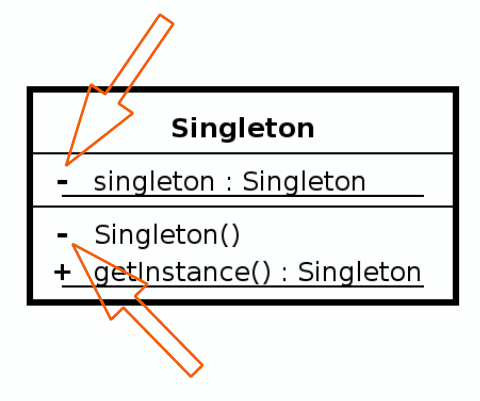 Singleton
- singleton : Singleton
- Singleton()
+ getInstance() : Singleton